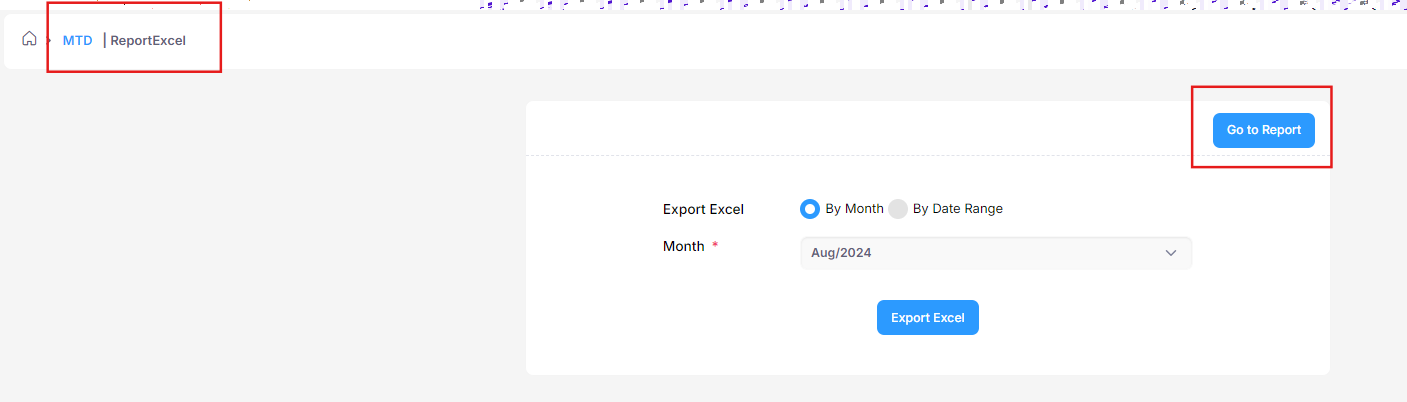 MTD | ReportExcel
Go to Report
Export Excel By Month By Date Range
Month *
Aug/2024
Export Excel